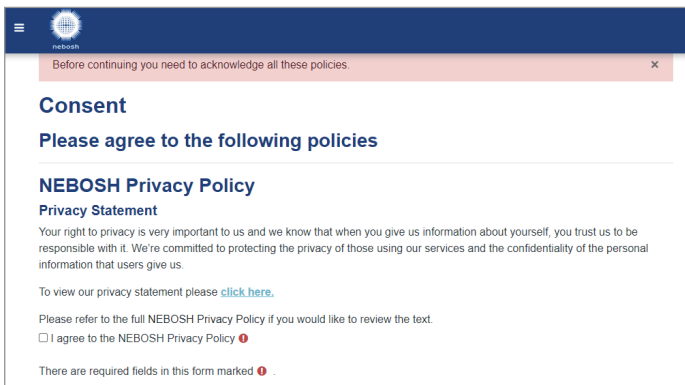 nebosh
Before continuing you need to acknowledge all these policies. ×
Consent
Please agree to the following policies
NEBOSH Privacy Policy
Privacy Statement
Your right to privacy is very important to us and we know that when you give us information about yourself, you trust us to be
responsible with it. We're committed to protecting the privacy of those using our services and the confidentiality of the personal
information that users give us.
To view our privacy statement please click here.
Please refer to the full NEBOSH Privacy Policy if you would like to review the text.
I agree to the NEBOSH Privacy Policy !
There are required fields in this form marked ! .